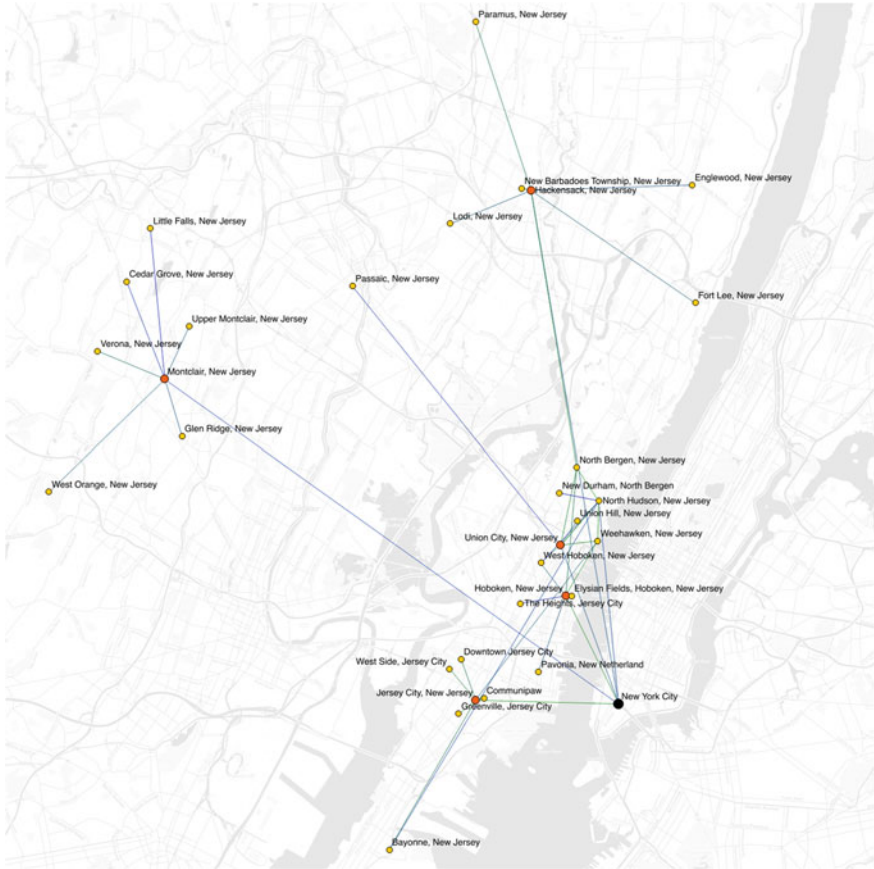 Paramus, New Jersey
New Barbadoes Township, New Jersey
Englewood, New Jersey
Hackensack, New Jersey
Lodi, New Jersey
Little Falls, New Jersey
Cedar Grove, New Jersey
Passaic, New Jersey
Fort Lee, New Jersey
Upper Montclair, New Jersey
Verona, New Jersey
Montclair, New Jersey
Glen Ridge, New Jersey
North Bergen, New Jersey
West Orange, New Jersey
New Durham, North Bergen
North Hudson, New Jersey
Union Hill, New Jersey
Union City, New Jersey
Weehawken, New Jersey
West Hoboken, New Jersey
Hoboken, New Jersey
Elysian Fields, Hoboken, New Jersey
The Heights, Jersey City
Downtown Jersey City
West Side, Jersey City
Pavonia, New Netherland
Jersey City, New Jersey
Communipaw
New York City
Greenville, Jersey City
Bayonne, New Jersey